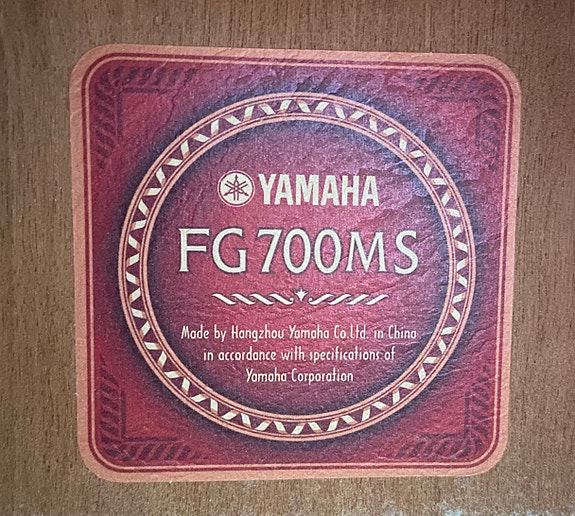 YAMAHA
FG700MS
Made by Hangzhou Yamaha Co.Ltd. in China
in accordance with specifications of
Yamaha Corporation